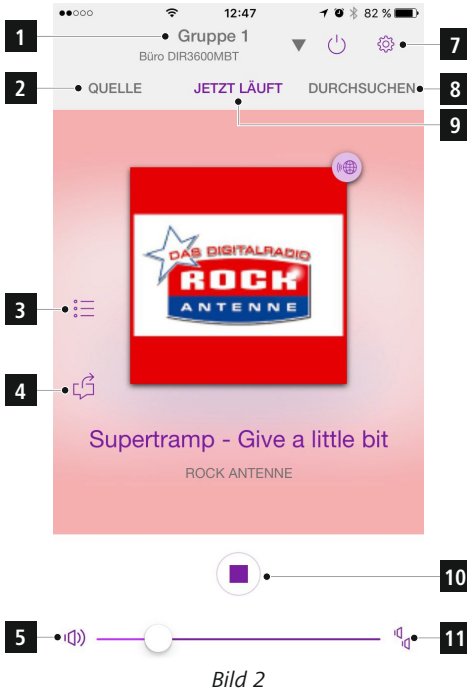 12:47
82 %
1
Gruppe 1
Büro DIR3600MBT
7
2
QUELLE
JETZT LÄUFT
DURCHSUCHEN
8
9
DAS DIGITALRADIO
ROCK
ANTENNE
3
4
Supertramp - Give a little bit
ROCK ANTENNE
10
5
11
Bild 2